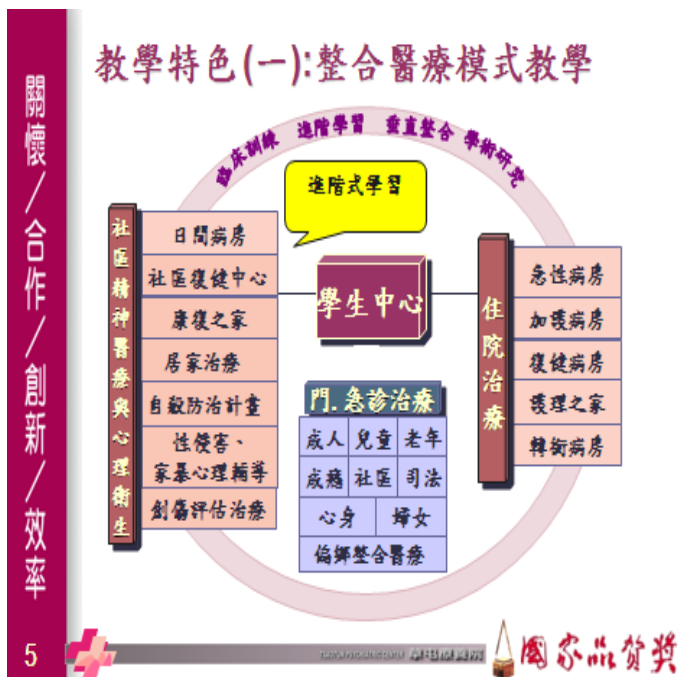 教學特色(一):整合醫療模式教學
關懷/合作/創新/效率
臨床訓練 進階學習 垂直整合 學術研究
進階式學習
學生中心
社區精神醫療與心理衛生
日間病房
社區復健中心
康復之家
居家治療
自殺防治計畫
性侵害、
家暴心理輔導
創傷評估治療
門.急診治療
成人 兒童 老年
成癮 社區 司法
心身 婦女
偏鄉整合醫療
住院治療
急性病房
加護病房
復健病房
護理之家
轉銜病房
5
國家品質獎